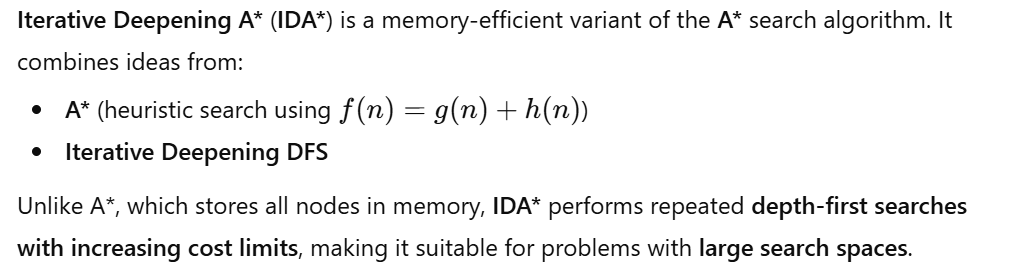 Iterative Deepening A* (IDA*) is a memory-efficient variant of the A* search algorithm. It
combines ideas from:
• A* (heuristic search using f(n) = g(n) + h(n))
• Iterative Deepening DFS
Unlike A*, which stores all nodes in memory, IDA* performs repeated depth-first searches
with increasing cost limits, making it suitable for problems with large search spaces.